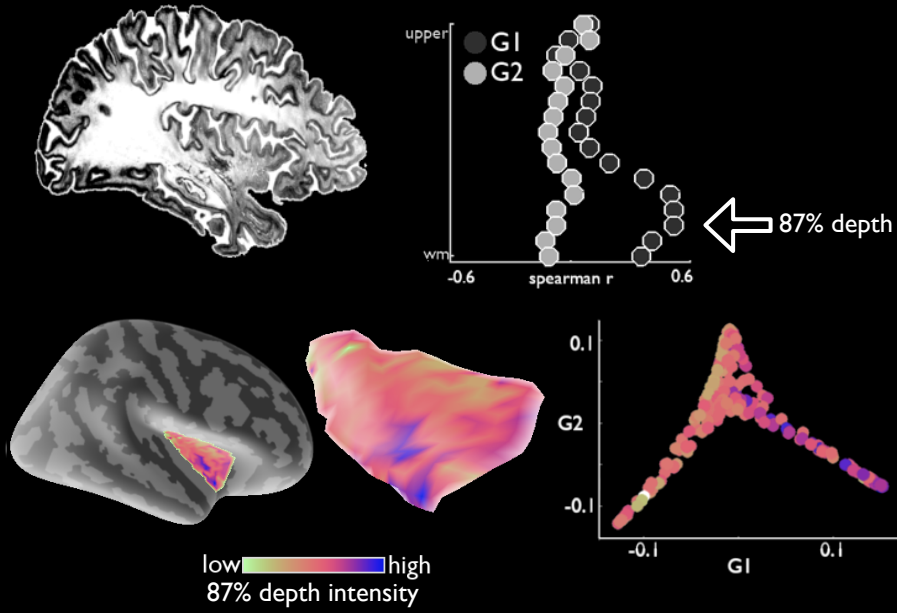 upper
G1
G2
wm
-0.6
spearman r
0.6
87% depth
0.1
G2
-0.1
-0.1
0.1
G1
low
high
87% depth intensity